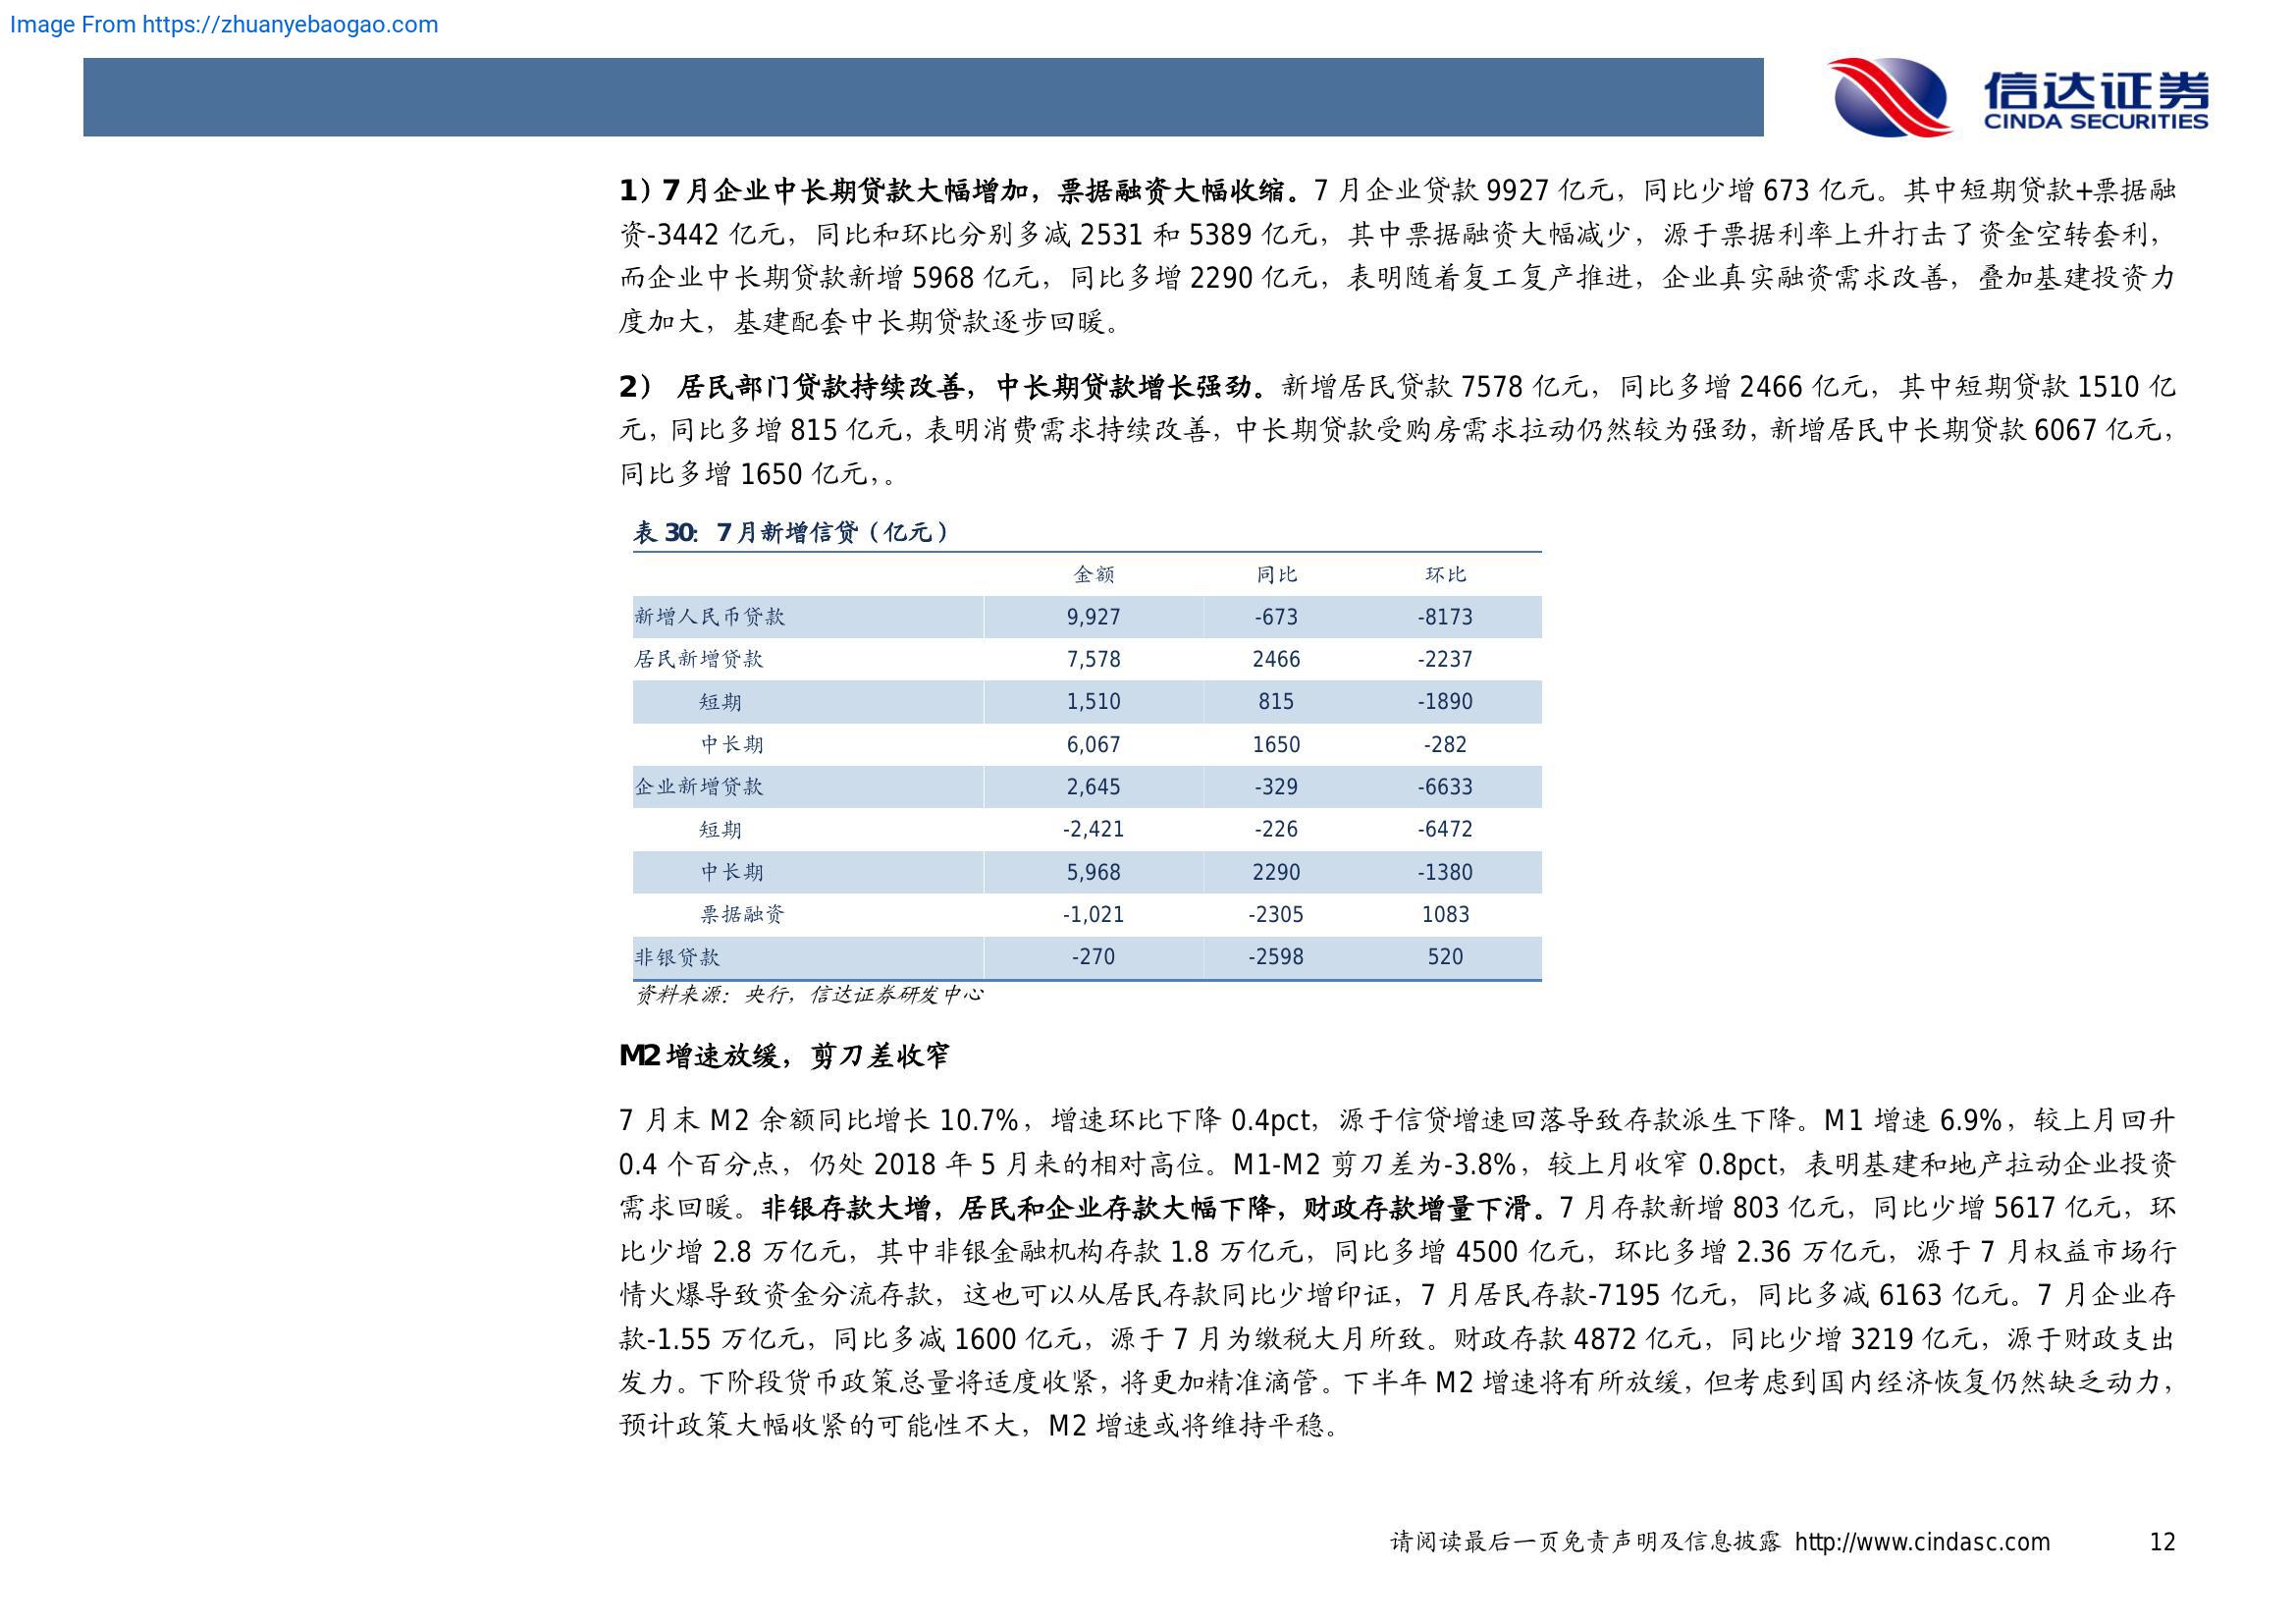 Image From https://zhuanyebaogao.com
信达证券
CINDA SECURITIES
1）7月企业中长期贷款大幅增加，票据融资大幅收缩。7 月企业贷款 9927 亿元，同比少增 673 亿元。其中短期贷款+票据融
资-3442 亿元，同比和环比分别多减 2531 和 5389 亿元，其中票据融资大幅减少，源于票据利率上升打击了资金空转套利，
而企业中长期贷款新增 5968 亿元，同比多增 2290 亿元，表明随着复工复产推进，企业真实融资需求改善，叠加基建投资力
度加大，基建配套中长期贷款逐步回暖。
2） 居民部门贷款持续改善，中长期贷款增长强劲。新增居民贷款 7578 亿元，同比多增 2466 亿元，其中短期贷款 1510 亿
元，同比多增 815 亿元，表明消费需求持续改善，中长期贷款受购房需求拉动仍然较为强劲，新增居民中长期贷款 6067 亿元，
同比多增 1650 亿元，。
表 30: 7 月新增信贷（亿元）
金额 同比 环比
新增人民币贷款 9,927 -673 -8173
居民新增贷款 7,578 2466 -2237
短期 1,510 815 -1890
中长期 6,067 1650 -282
企业新增贷款 2,645 -329 -6633
短期 -2,421 -226 -6472
中长期 5,968 2290 -1380
票据融资 -1,021 -2305 1083
非银贷款 -270 -2598 520
资料来源：央行，信达证券研发中心
M2增速放缓，剪刀差收窄
7 月末 M2 余额同比增长 10.7%，增速环比下降 0.4pct，源于信贷增速回落导致存款派生下降。M1 增速 6.9%，较上月回升
0.4 个百分点，仍处 2018 年 5 月来的相对高位。M1-M2 剪刀差为-3.8%，较上月收窄 0.8pct，表明基建和地产拉动企业投资
需求回暖。非银存款大增，居民和企业存款大幅下降，财政存款增量下滑。7 月存款新增 803 亿元，同比少增 5617 亿元，环
比少增 2.8 万亿元，其中非银金融机构存款 1.8 万亿元，同比多增 4500 亿元，环比多增 2.36 万亿元，源于 7 月权益市场行
情火爆导致资金分流存款，这也可以从居民存款同比少增印证，7 月居民存款-7195 亿元，同比多减 6163 亿元。7 月企业存
款-1.55 万亿元，同比多减 1600 亿元，源于 7 月为缴税大月所致。财政存款 4872 亿元，同比少增 3219 亿元，源于财政支出
发力。下阶段货币政策总量将适度收紧，将更加精准滴管。下半年 M2 增速将有所放缓，但考虑到国内经济恢复仍然缺乏动力，
预计政策大幅收紧的可能性不大，M2 增速或将维持平稳。
请阅读最后一页免责声明及信息披露 http://www.cindasc.com 12